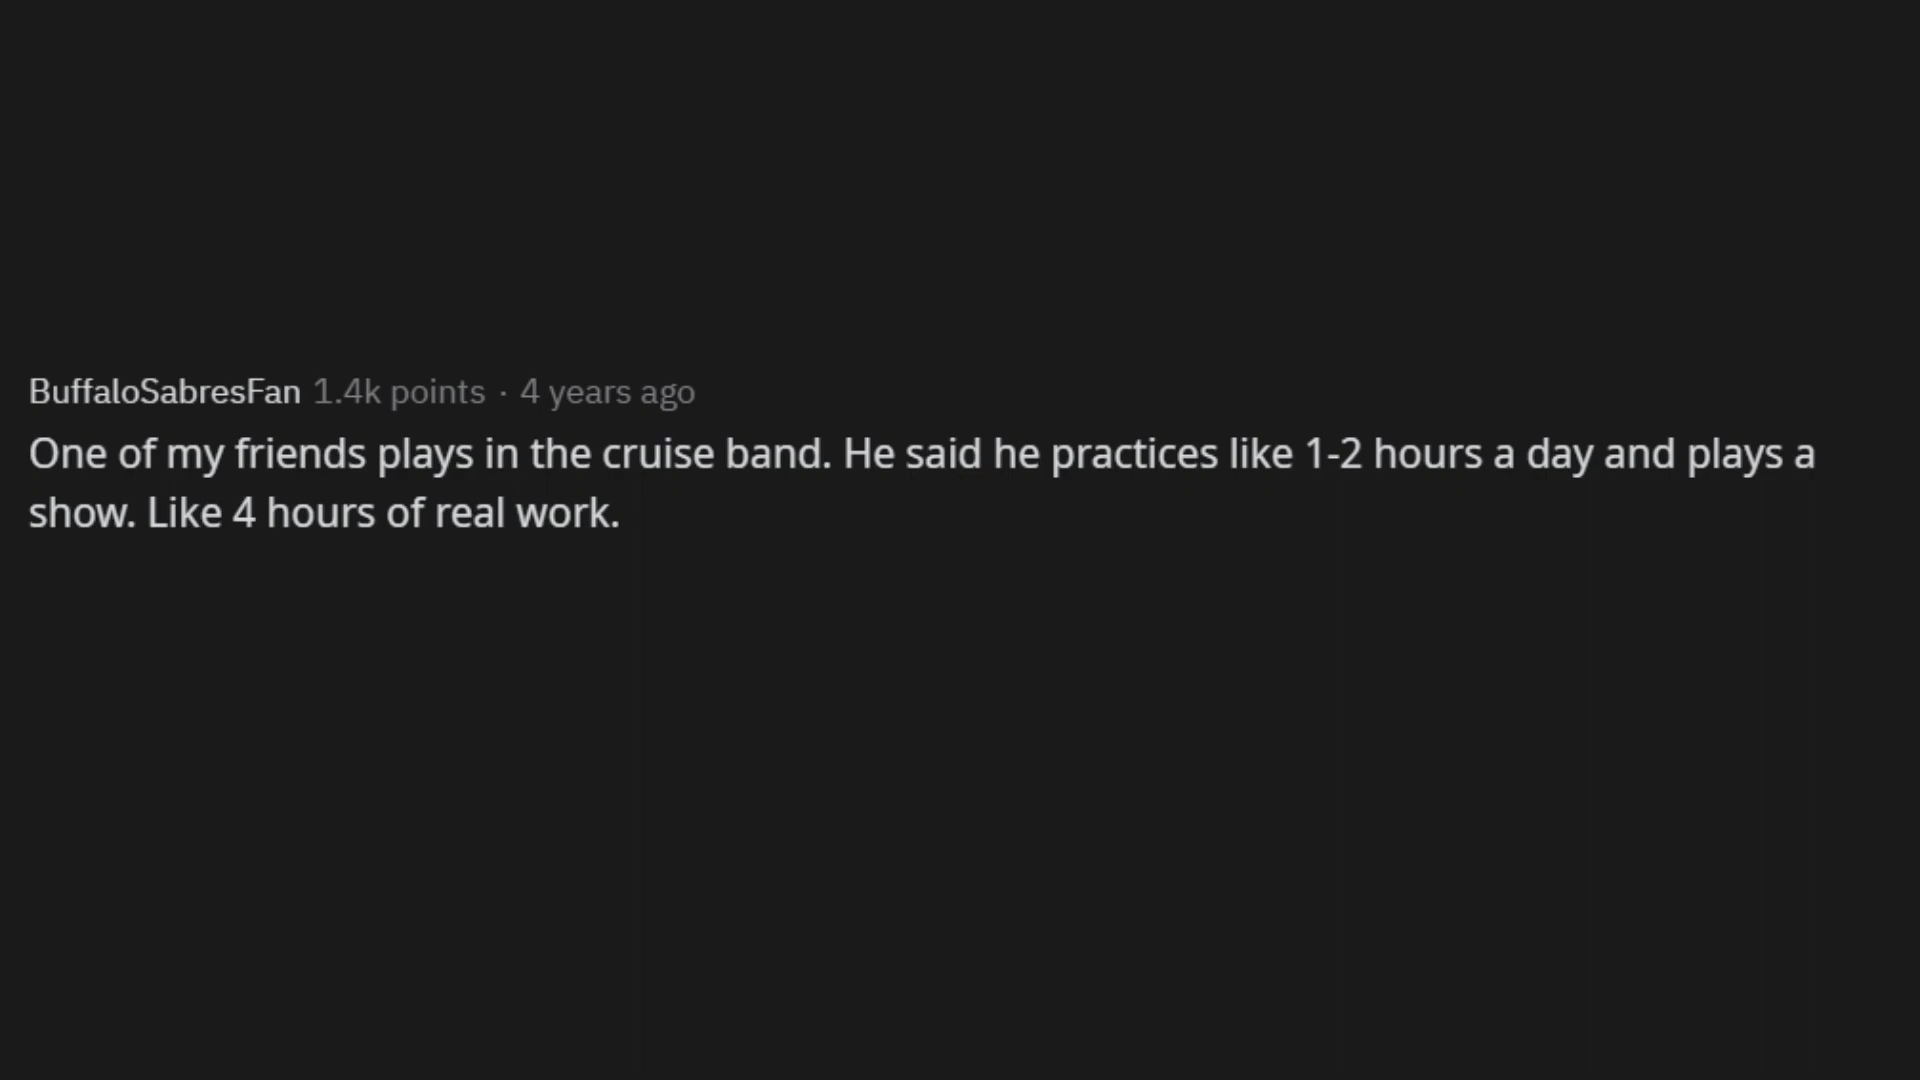 BuffaloSabresFan 1.4k points · 4 years ago
One of my friends plays in the cruise band. He said he practices like 1-2 hours a day and plays a
show. Like 4 hours of real work.